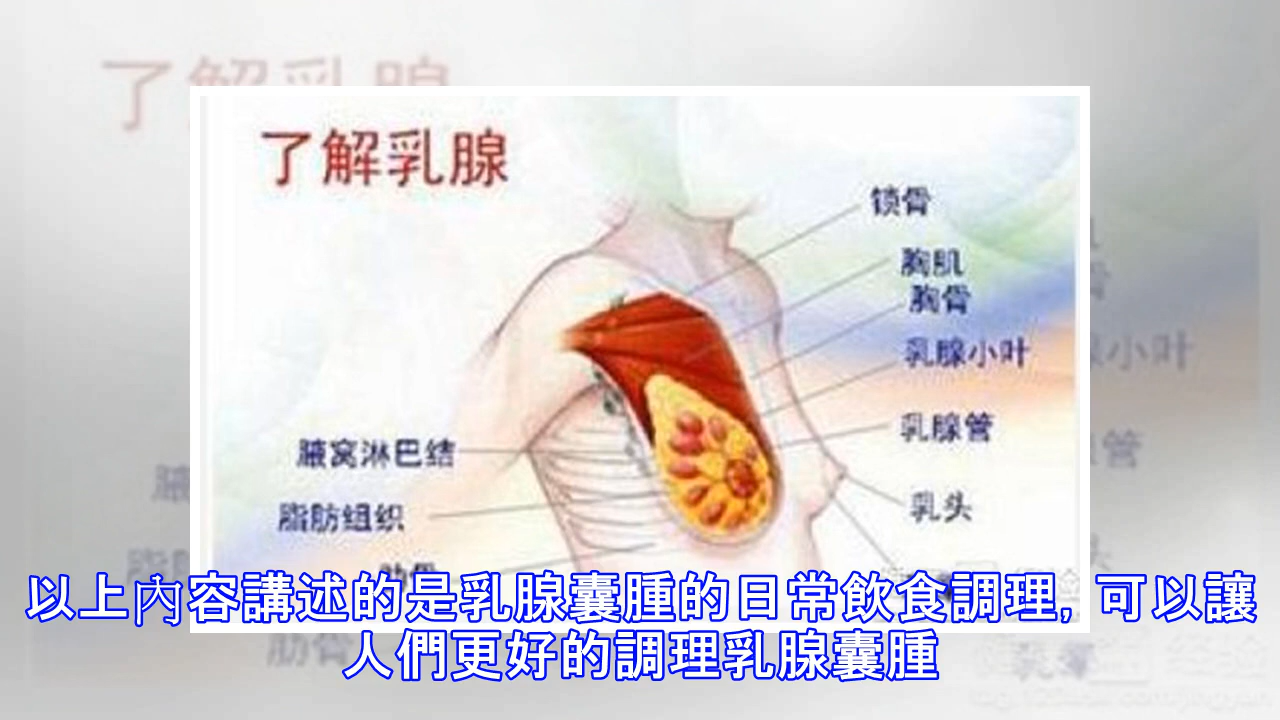 了解乳腺
锁骨
胸肌
胸骨
乳腺小叶
乳腺管
乳头
腋窝淋巴结
脂肪组织
肋骨
以上內容講述的是乳腺囊腫的日常飲食調理，可以讓
人們更好的調理乳腺囊腫